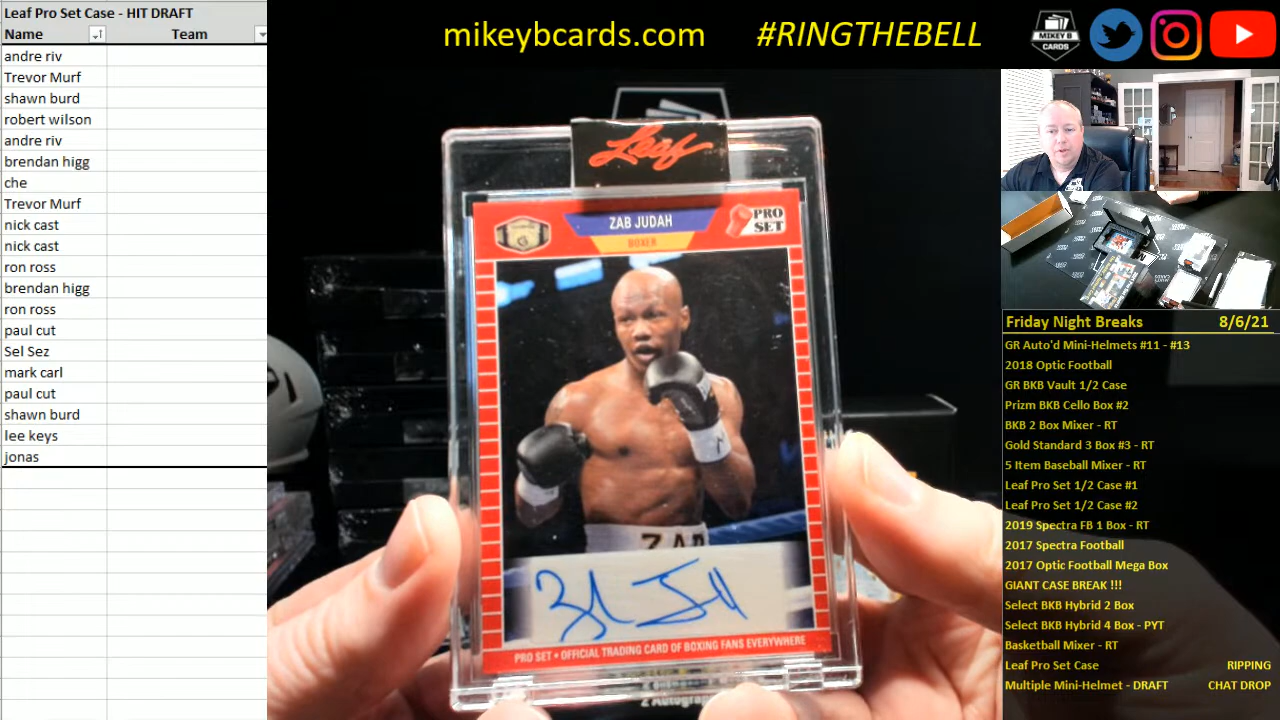 Leaf Pro Set Case - HIT DRAFT
Name Team
andre riv
Trevor Murf
shawn burd
robert wilson
andre riv
brendan higg
che
Trevor Murf
nick cast
nick cast
ron ross
brendan higg
ron ross
paul cut
Sel Sez
mark carl
paul cut
shawn burd
lee keys
jonas
mikeybcards.com #RINGTHEBELL
MIKEY B
CARDS
Leaf
ZAB JUDAH
BOXER
PRO
SET
ZAB
PRO SET • OFFICIAL TRADING CARD OF BOXING FANS EVERYWHERE
Friday Night Breaks 8/6/21
GR Auto'd Mini-Helmets #11 - #13
2018 Optic Football
GR BKB Vault 1/2 Case
Prizm BKB Cello Box #2
BKB 2 Box Mixer - RT
Gold Standard 3 Box #3 - RT
5 Item Baseball Mixer - RT
Leaf Pro Set 1/2 Case #1
Leaf Pro Set 1/2 Case #2
2019 Spectra FB 1 Box - RT
2017 Spectra Football
2017 Optic Football Mega Box
GIANT CASE BREAK !!!
Select BKB Hybrid 2 Box
Select BKB Hybrid 4 Box - PYT
Basketball Mixer - RT
Leaf Pro Set Case RIPPING
Multiple Mini-Helmet - DRAFT CHAT DROP